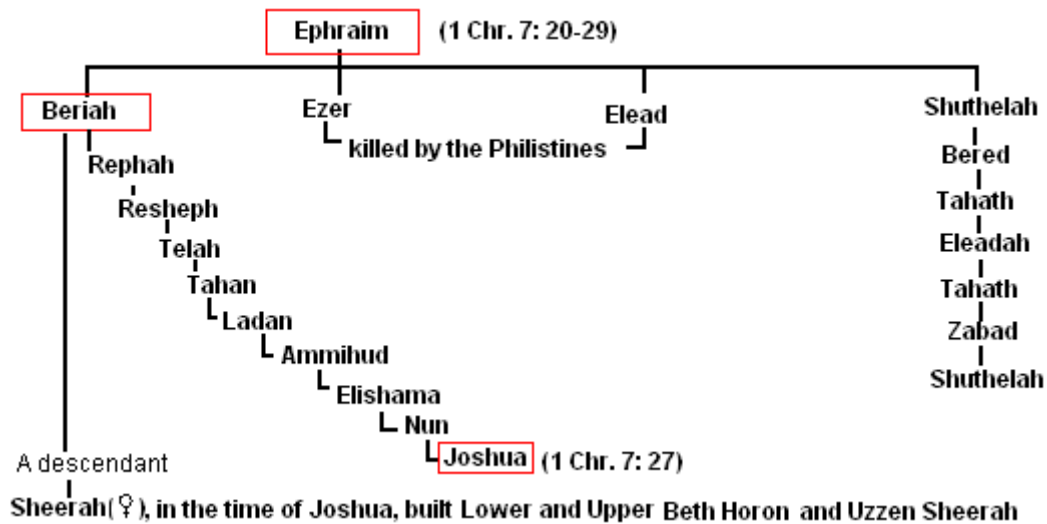 Ephraim (1 Chr. 7: 20-29)
Beriah Ezer Elead Shuthelah
killed by the Philistines
Rephah Bered
Resheph Tahath
Telah Eleadah
Tahan Tahath
Ladan Zabad
Ammihud
Shuthelah
Elishama
Nun
Joshua (1 Chr. 7: 27)
A descendant
Sheerah(♀), in the time of Joshua, built Lower and Upper Beth Horon and Uzzen Sheerah